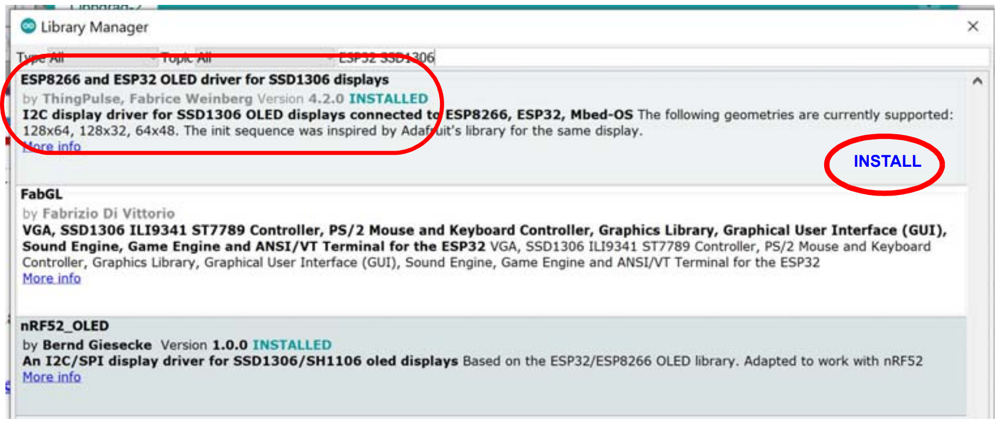 Library Manager
Type All Topic All ESP32 SSD1306
ESP8266 and ESP32 OLED driver for SSD1306 displays
by ThingPulse, Fabrice Weinberg Version 4.2.0 INSTALLED
I2C display driver for SSD1306 OLED displays connected to ESP8266, ESP32, Mbed-OS The following geometries are currently supported:
128x64, 128x32, 64x48. The init sequence was inspired by Adafruit's library for the same display.
More info
INSTALL
FabGL
by Fabrizio Di Vittorio
VGA, SSD1306 ILI9341 ST7789 Controller, PS/2 Mouse and Keyboard Controller, Graphics Library, Graphical User Interface (GUI),
Sound Engine, Game Engine and ANSI/VT Terminal for the ESP32 VGA, SSD1306 ILI9341 ST7789 Controller, PS/2 Mouse and Keyboard
Controller, Graphics Library, Graphical User Interface (GUI), Sound Engine, Game Engine and ANSI/VT Terminal for the ESP32
More info
nRF52_OLED
by Bernd Giesecke Version 1.0.0 INSTALLED
An I2C/SPI display driver for SSD1306/SH1106 oled displays Based on the ESP32/ESP8266 OLED library. Adapted to work with nRF52
More info